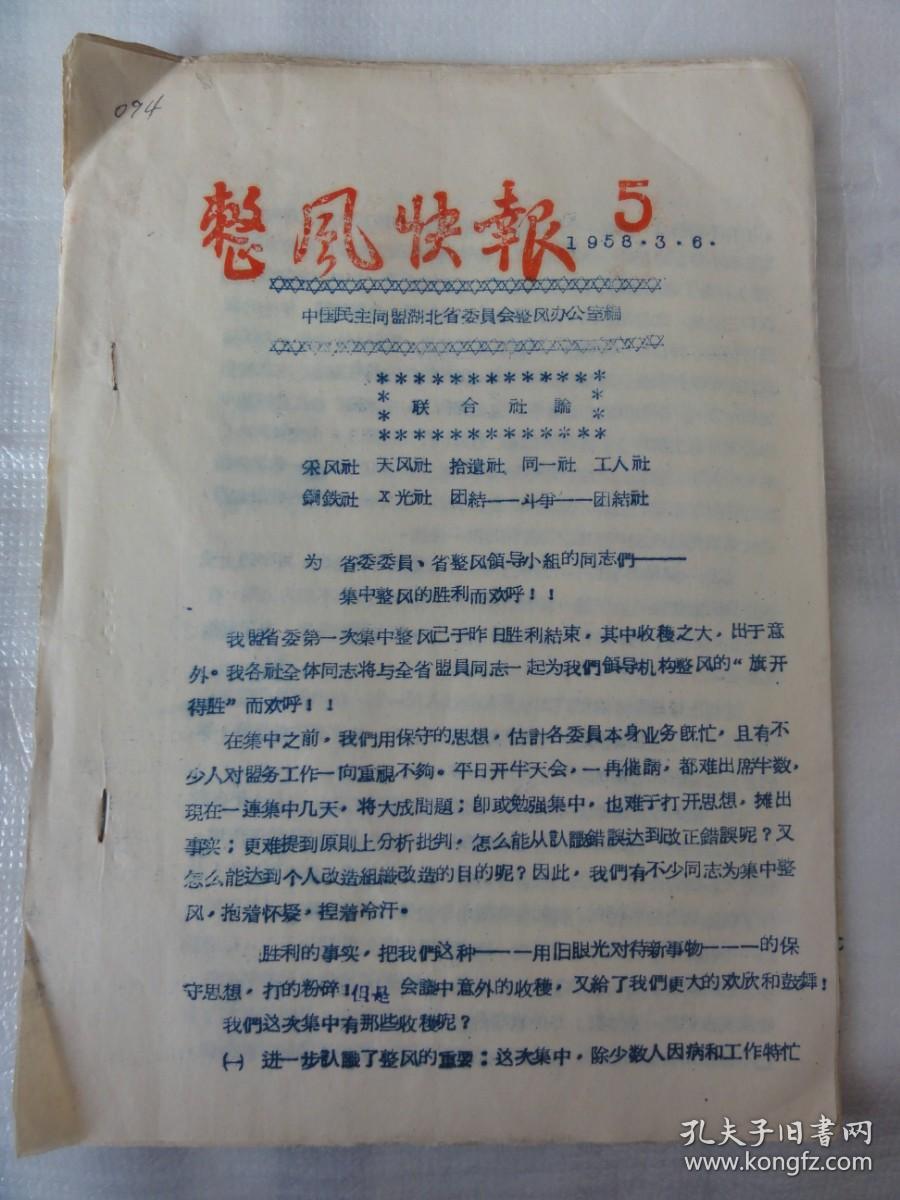 094
整風快報 5
1958.3.6.
中国民主同盟湖北省委員会整风办公室編
联合社論
采风社 天风社 拾遺社 同一社 工人社
鋼鉄社 X光社 团結——斗爭——团結社
为 省委委員、省整风領导小組的同志們——
集中整风的胜利而欢呼！！
我盟省委第一次集中整风已于昨日胜利結束，其中收穫之大，出于意
外。我各社全体同志将与全省盟員同志一起为我們領导机构整风的“旗开
得胜”而欢呼！！
在集中之前，我們用保守的思想，估計各委員本身业务既忙，且有不
少人对盟务工作一向重視不夠。平日开半天会，一再催請，都难出席半数，
現在一連集中几天，将大成問題；卽或勉强集中，也难于打开思想，摊出
事实；更难提到原則上分析批判，怎么能从認識錯誤达到改正錯誤呢？又
怎么能达到个人改造組識改造的目的呢？因此，我們有不少同志为集中整
风，抱着怀疑，捏着冷汗。
胜利的事实，把我們这种———用旧眼光对待新事物———的保
守思想，打的粉碎！但是 会議中意外的收穫，又給了我們更大的欢欣和鼓舞！
我們这次集中有那些收穫呢？
㈠ 进一步認識了整风的重要：这次集中，除少数人因病和工作特忙
孔夫子旧书网
www.kongfz.com